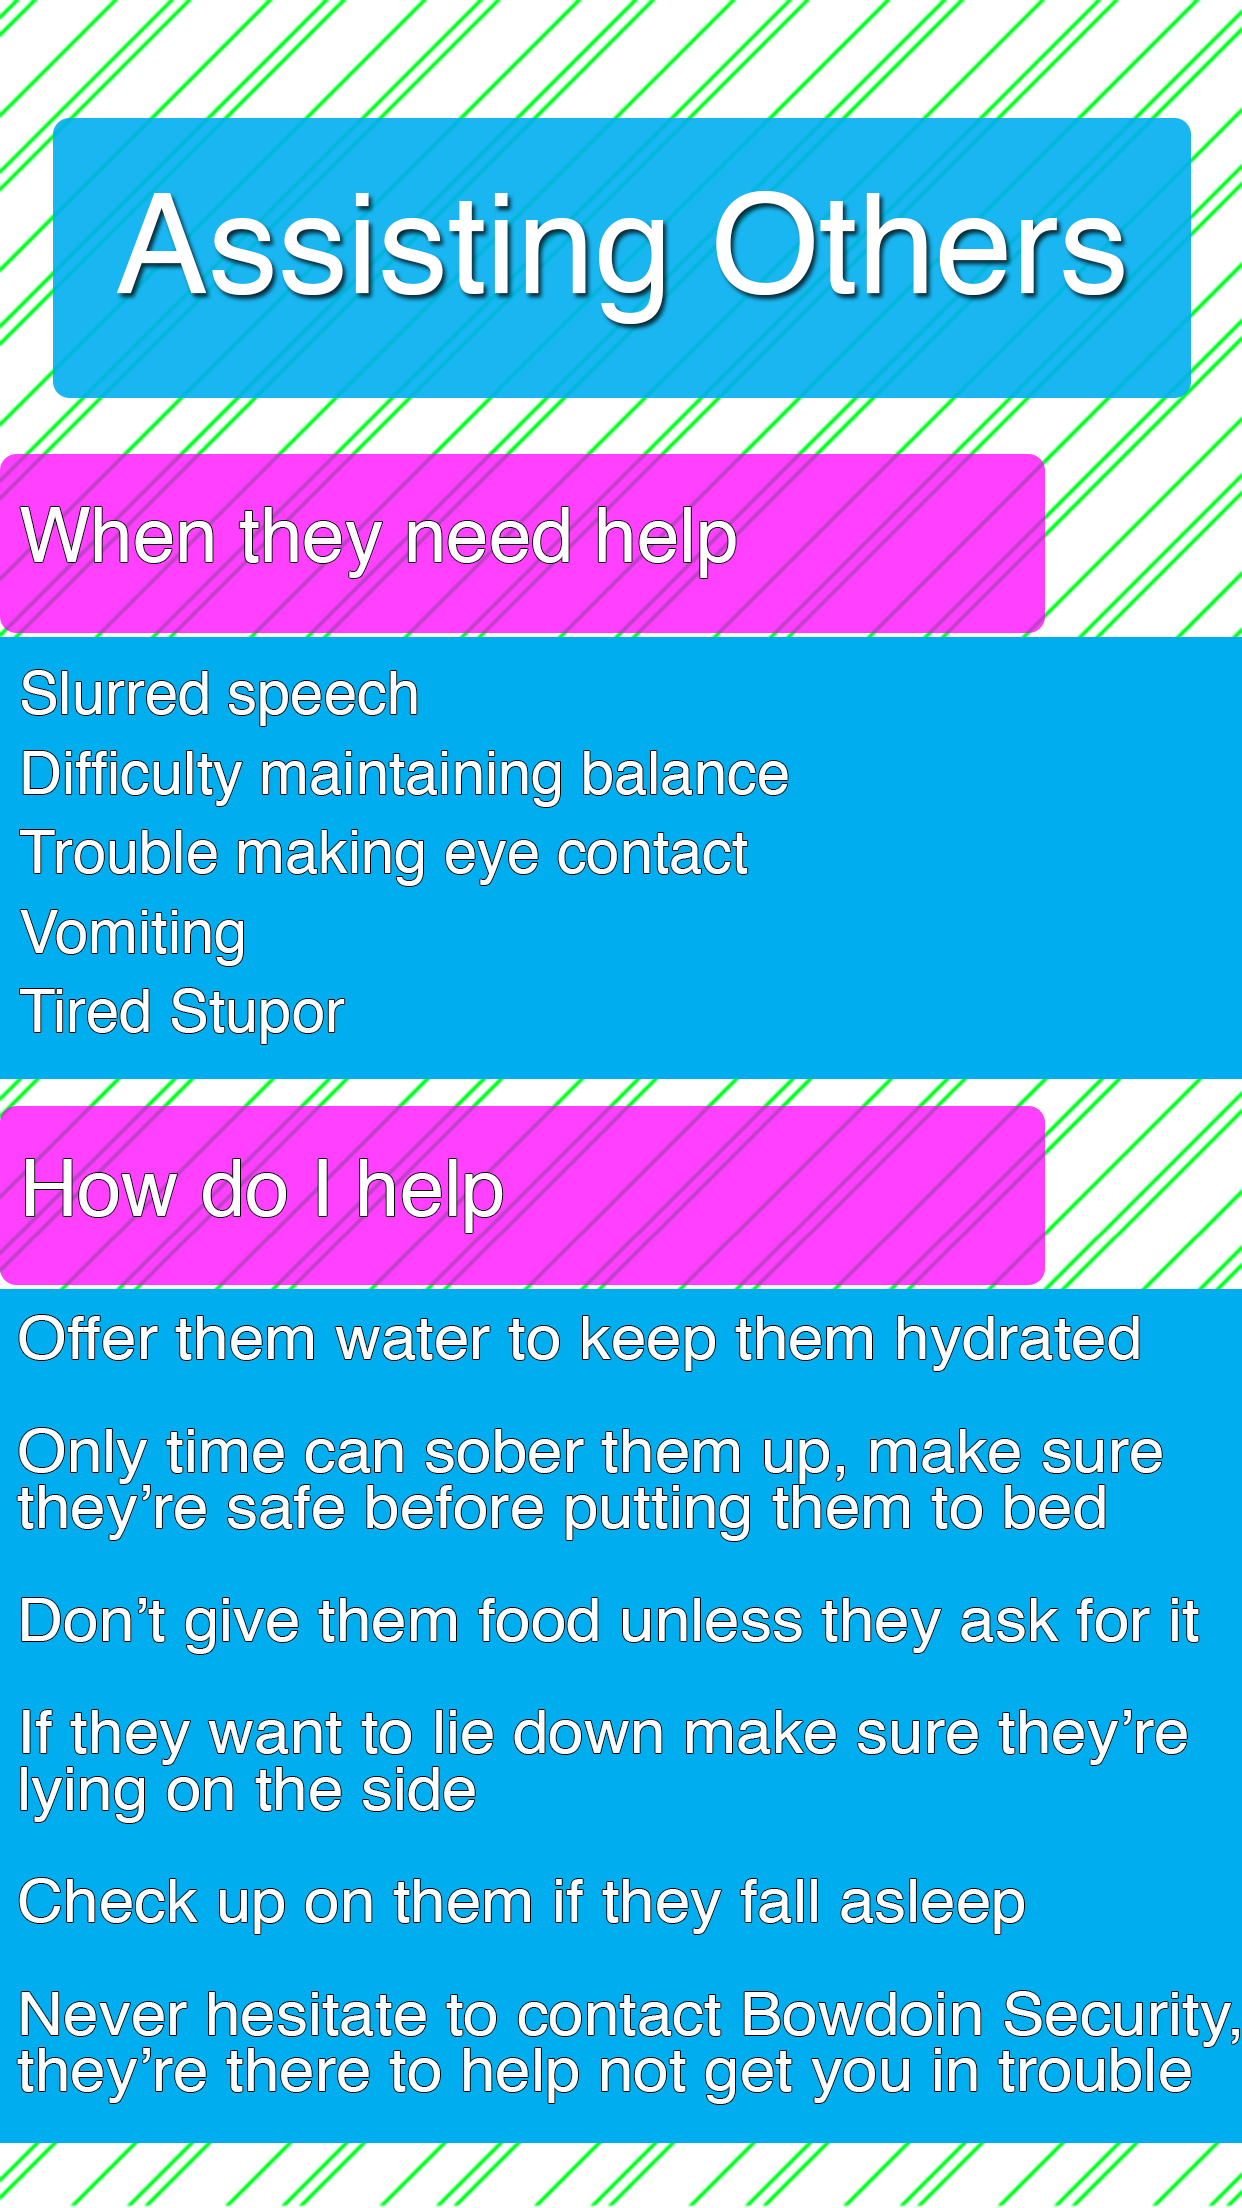 Assisting Others
When they need help
Slurred speech
Difficulty maintaining balance
Trouble making eye contact
Vomiting
Tired Stupor
How do I help
Offer them water to keep them hydrated
Only time can sober them up, make sure
they’re safe before putting them to bed
Don’t give them food unless they ask for it
If they want to lie down make sure they’re
lying on the side
Check up on them if they fall asleep
Never hesitate to contact Bowdoin Security,
they’re there to help not get you in trouble